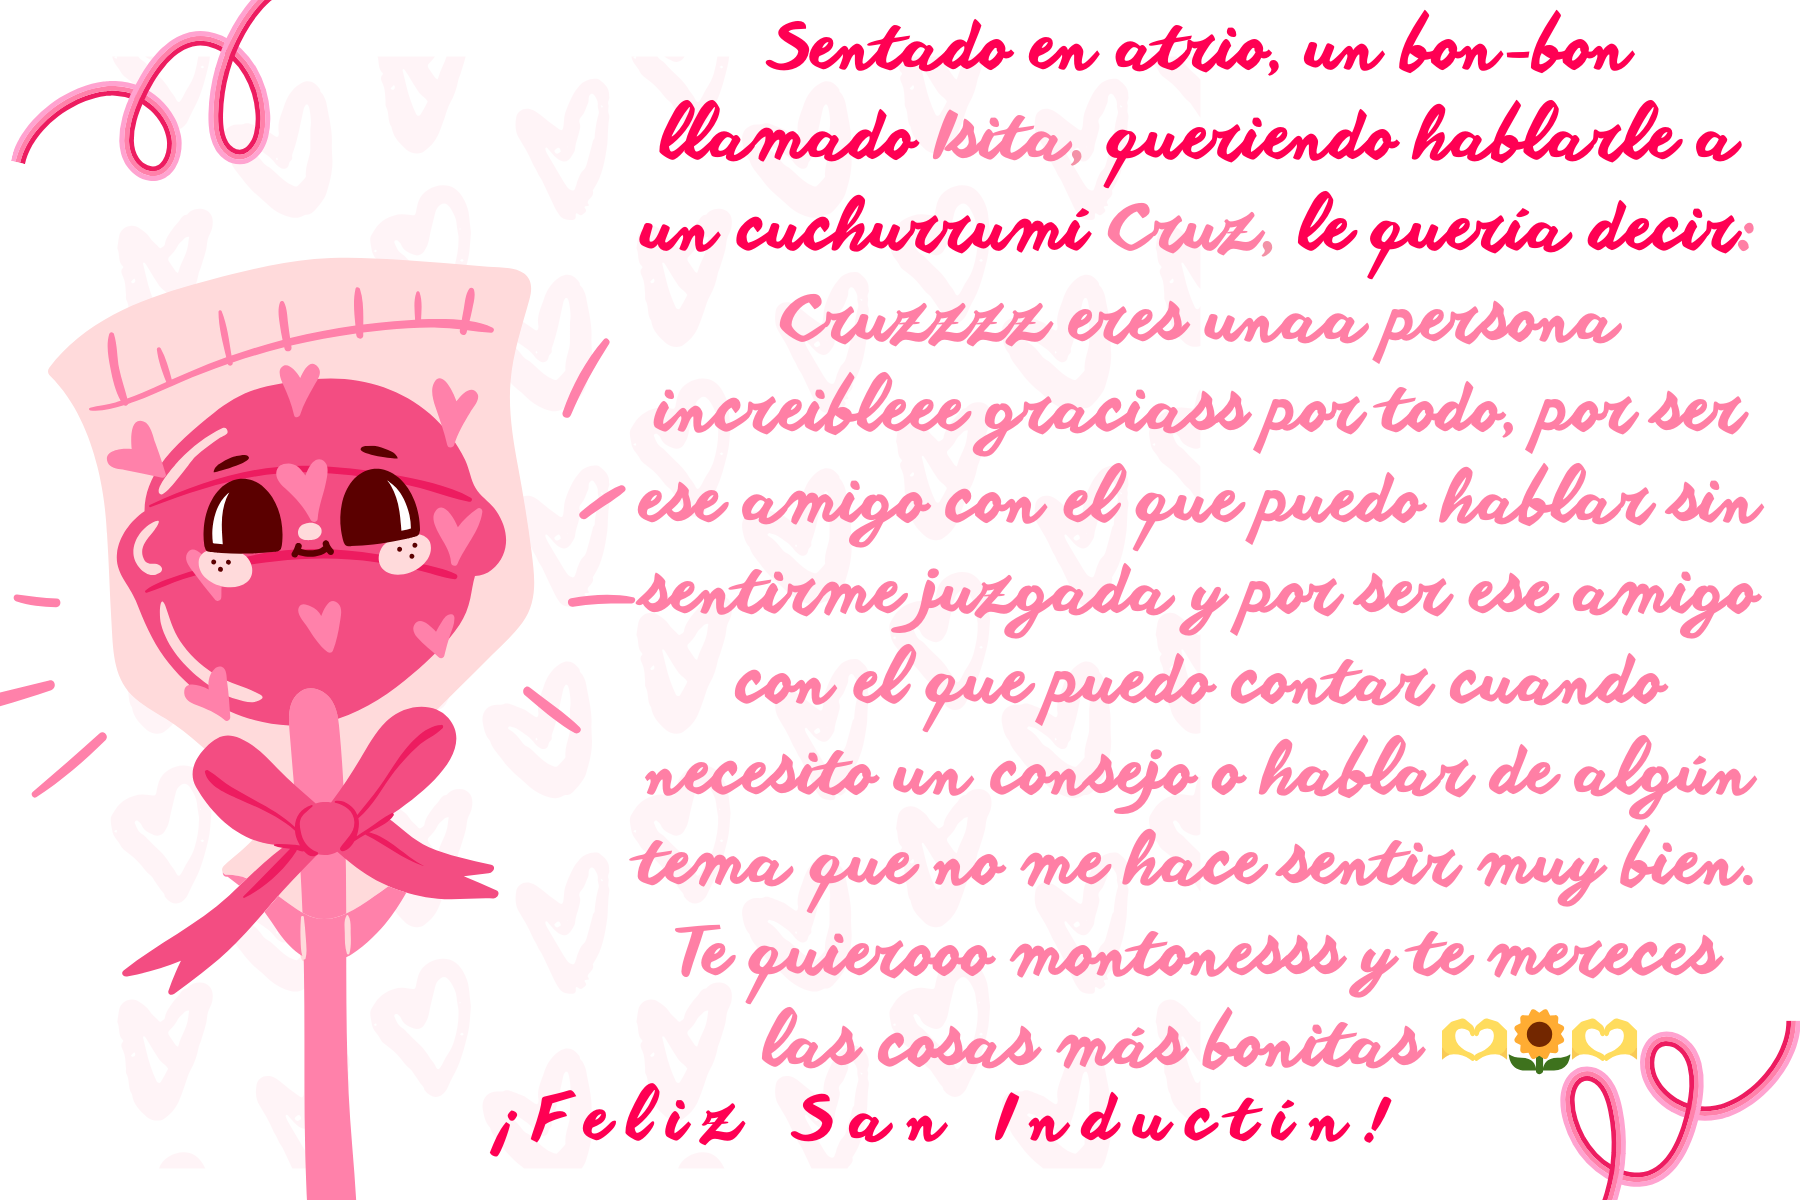 Sentado en atrio, un bon-bon
llamado Isita, queriendo hablarle a
un cuchurrumí Cruz, le quería decir:
Cruzzzz eres unaa persona
increibleee graciass por todo, por ser
ese amigo con el que puedo hablar sin
sentirme juzgada y por ser ese amigo
con el que puedo contar cuando
necesito un consejo o hablar de algún
tema que no me hace sentir muy bien.
Te quierooo montonesss y te mereces
las cosas más bonitas 🫶🌻🫶
¡Feliz San Inductín!